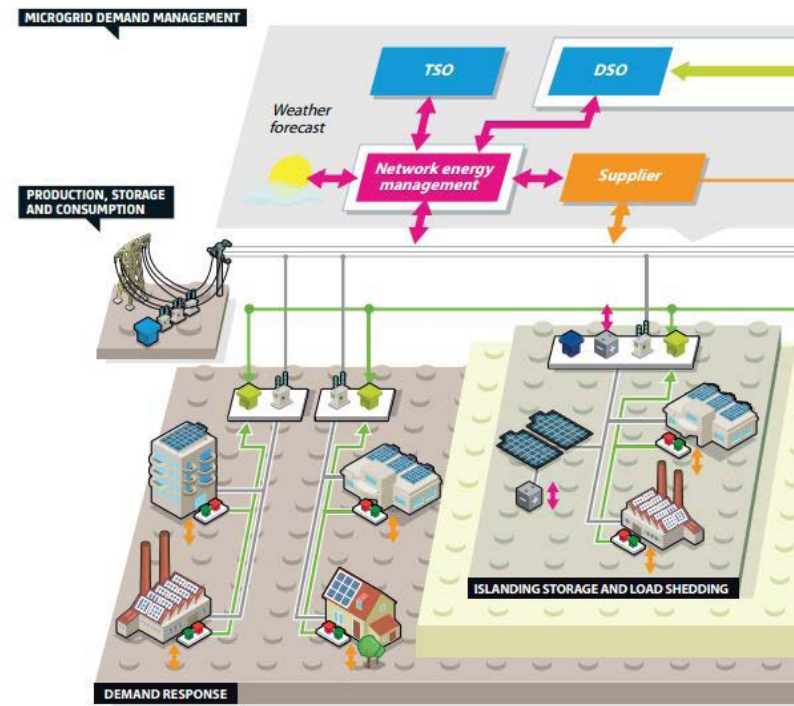 MICROGRID DEMAND MANAGEMENT
TSO
DSO
Weather
forecast
Network energy
management
Supplier
PRODUCTION, STORAGE
AND CONSUMPTION
ISLANDING STORAGE AND LOAD SHEDDING
DEMAND RESPONSE